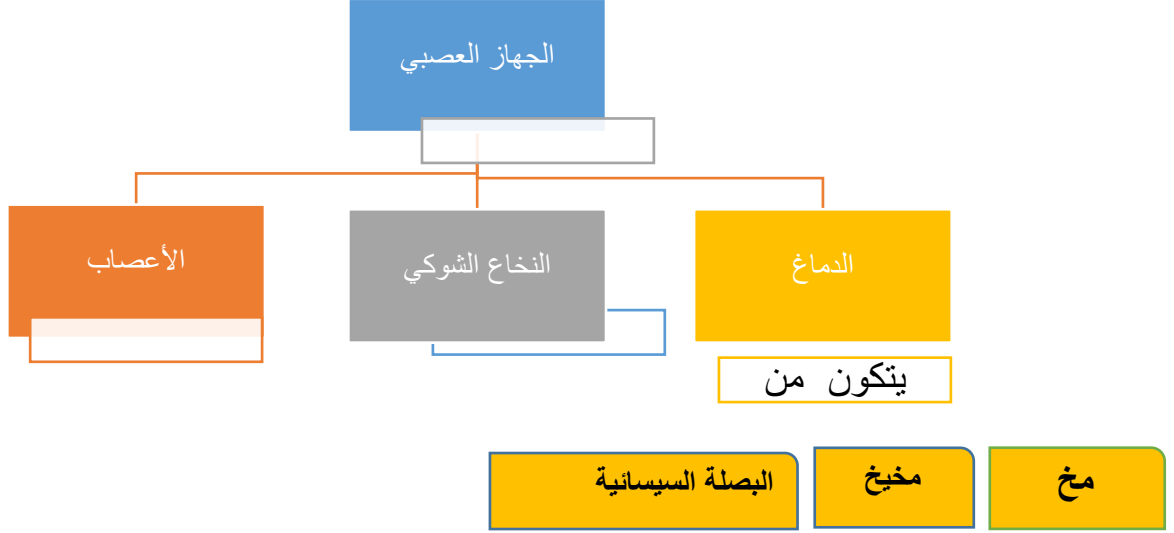 الجهاز العصبي
الدماغ
النخاع الشوكي
الأعصاب
يتكون من
مخ
مخيخ
البصلة السيسائية